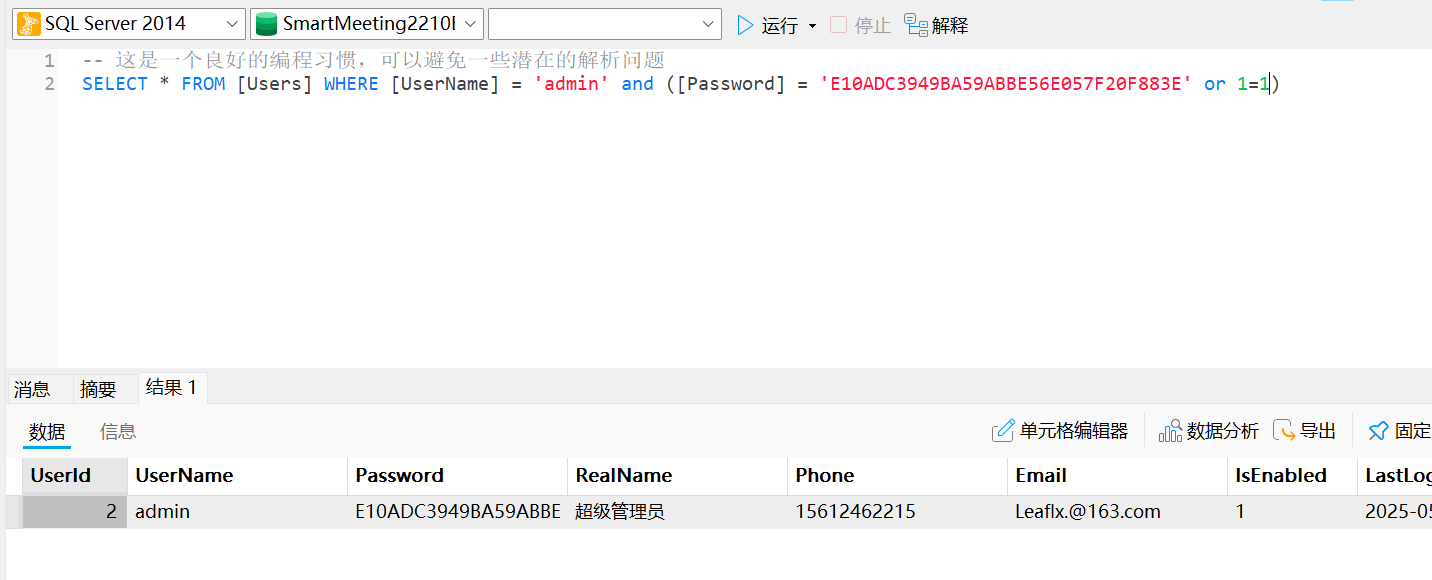 SQL Server 2014 SmartMeeting2210 运行 停止 解释
1 -- 这是一个良好的编程习惯，可以避免一些潜在的解析问题
2 SELECT * FROM [Users] WHERE [UserName] = 'admin' and ([Password] = 'E10ADC3949BA59ABBE56E057F20F883E' or 1=1)
消息 摘要 结果 1
数据 信息 单元格编辑器 数据分析 导出 固定
UserId UserName Password RealName Phone Email IsEnabled LastLog
2 admin E10ADC3949BA59ABBE 超级管理员 15612462215 Leaflx.@163.com 1 2025-05